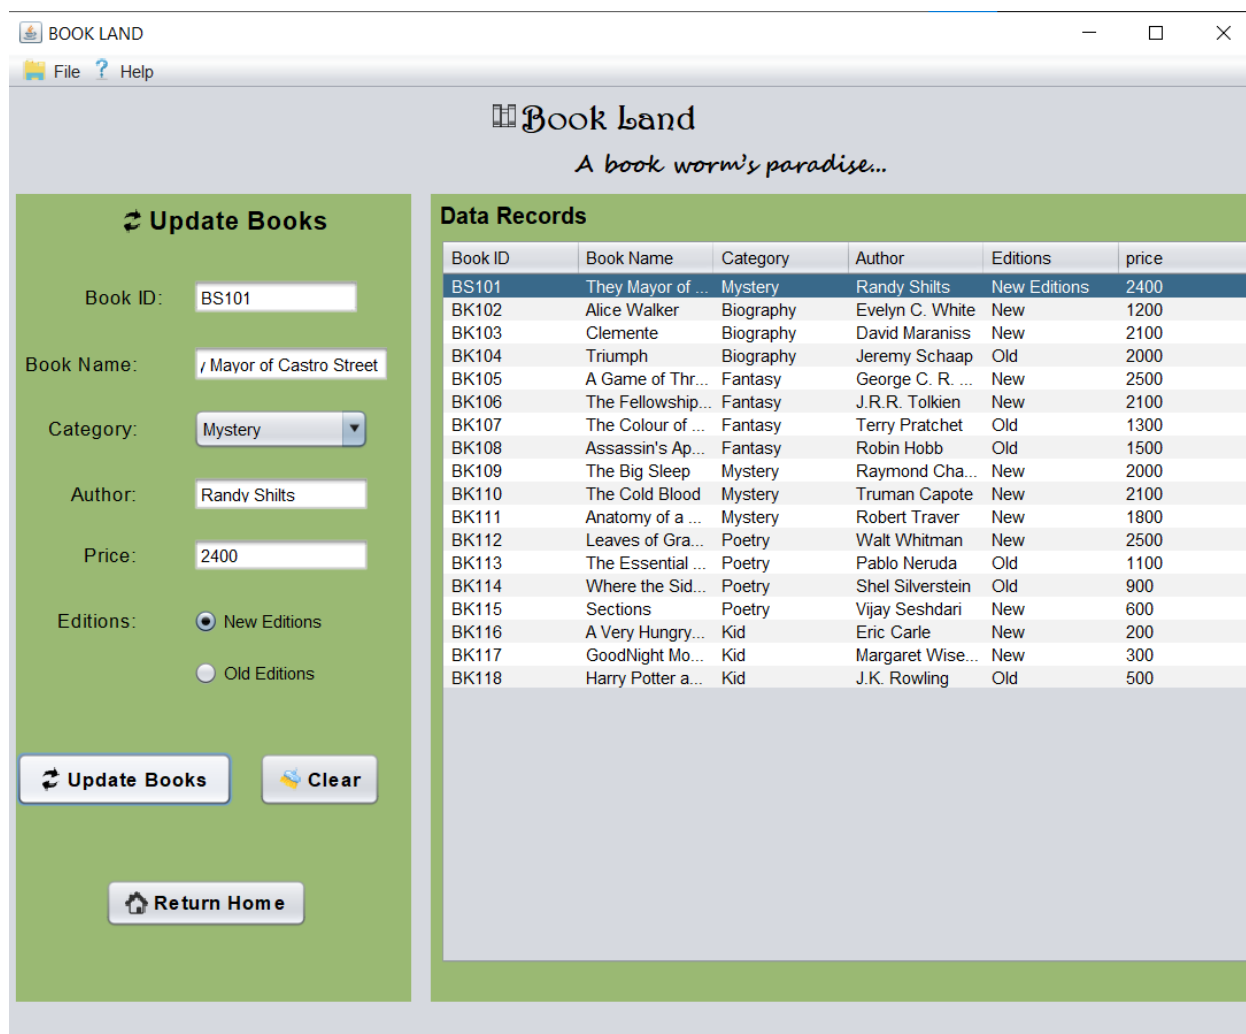 BOOK LAND
File Help
Book Land
A book worm's paradise...
Update Books
Book ID: BS101
Book Name: y Mayor of Castro Street
Category: Mystery
Author: Randy Shilts
Price: 2400
Editions: New Editions
Old Editions
Update Books Clear
Return Home
Data Records
Book ID Book Name Category Author Editions price
BS101 They Mayor of ... Mystery Randy Shilts New Editions 2400
BK102 Alice Walker Biography Evelyn C. White New 1200
BK103 Clemente Biography David Maraniss New 2100
BK104 Triumph Biography Jeremy Schaap Old 2000
BK105 A Game of Thr... Fantasy George C. R. ... New 2500
BK106 The Fellowship... Fantasy J.R.R. Tolkien New 2100
BK107 The Colour of ... Fantasy Terry Pratchet Old 1300
BK108 Assassin's Ap... Fantasy Robin Hobb Old 1500
BK109 The Big Sleep Mystery Raymond Cha... New 2000
BK110 The Cold Blood Mystery Truman Capote New 2100
BK111 Anatomy of a ... Mystery Robert Traver New 1800
BK112 Leaves of Gra... Poetry Walt Whitman New 2500
BK113 The Essential ... Poetry Pablo Neruda Old 1100
BK114 Where the Sid... Poetry Shel Silverstein Old 900
BK115 Sections Poetry Vijay Seshdari New 600
BK116 A Very Hungry... Kid Eric Carle New 200
BK117 GoodNight Mo... Kid Margaret Wise... New 300
BK118 Harry Potter a... Kid J.K. Rowling Old 500